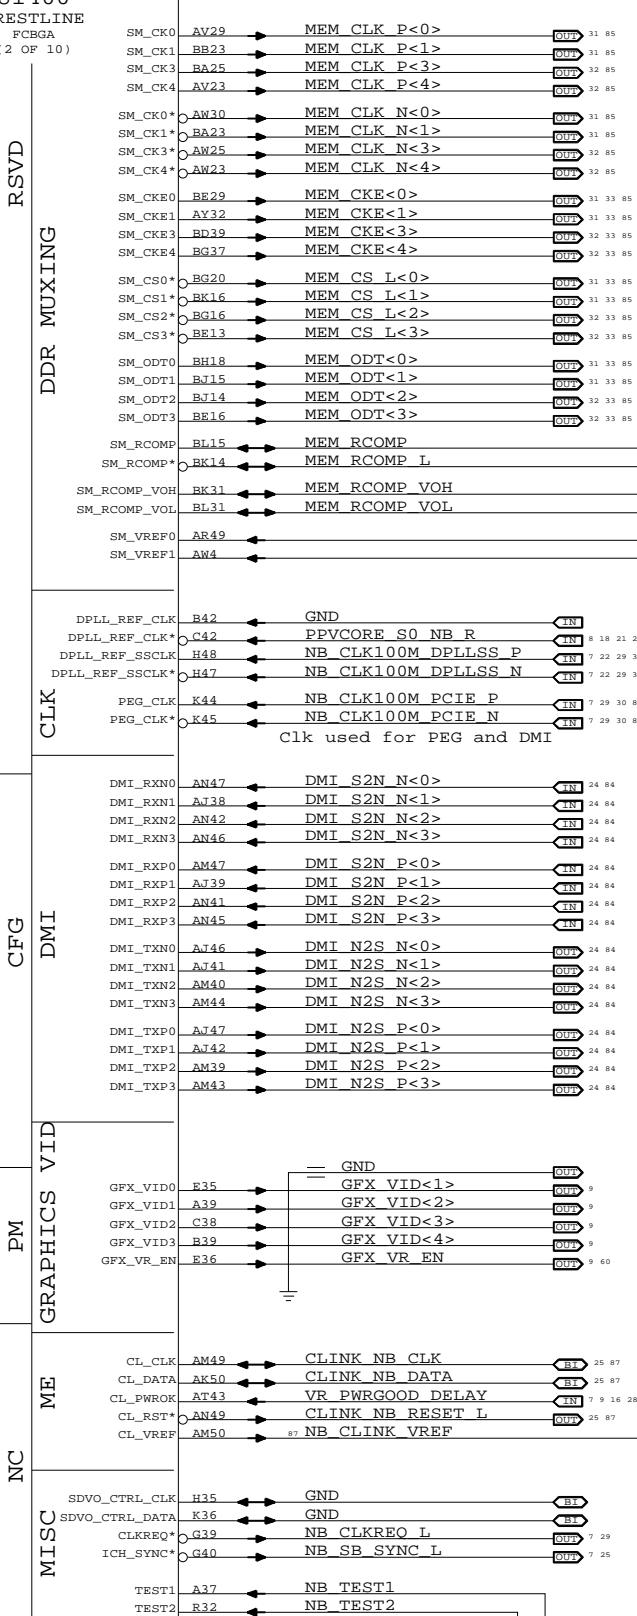 RESTLINE
FCBGA
(2 OF 10)
RSVD
DDR MUXING
SM_CK0 AV29 MEM_CLK_P<0> OUT 31 85
SM_CK1 BB23 MEM_CLK_P<1> OUT 31 85
SM_CK3 BA25 MEM_CLK_P<3> OUT 32 85
SM_CK4 AV23 MEM_CLK_P<4> OUT 32 85
SM_CK0* AW30 MEM_CLK_N<0> OUT 31 85
SM_CK1* BA23 MEM_CLK_N<1> OUT 31 85
SM_CK3* AW25 MEM_CLK_N<3> OUT 32 85
SM_CK4* AW23 MEM_CLK_N<4> OUT 32 85
SM_CKE0 BE29 MEM_CKE<0> OUT 31 33 85
SM_CKE1 AY32 MEM_CKE<1> OUT 31 33 85
SM_CKE3 BD39 MEM_CKE<3> OUT 32 33 85
SM_CKE4 BG37 MEM_CKE<4> OUT 32 33 85
SM_CS0* BG20 MEM_CS_L<0> OUT 31 33 85
SM_CS1* BK16 MEM_CS_L<1> OUT 31 33 85
SM_CS2* BG16 MEM_CS_L<2> OUT 32 33 85
SM_CS3* BE13 MEM_CS_L<3> OUT 32 33 85
SM_ODT0 BH18 MEM_ODT<0> OUT 31 33 85
SM_ODT1 BJ15 MEM_ODT<1> OUT 31 33 85
SM_ODT2 BJ14 MEM_ODT<2> OUT 32 33 85
SM_ODT3 BE16 MEM_ODT<3> OUT 32 33 85
SM_RCOMP BL15 MEM_RCOMP
SM_RCOMP* BK14 MEM_RCOMP_L
SM_RCOMP_VOH BK31 MEM_RCOMP_VOH
SM_RCOMP_VOL BL31 MEM_RCOMP_VOL
SM_VREF0 AR49
SM_VREF1 AW4
CLK
DPLL_REF_CLK B42 GND IN
DPLL_REF_CLK* C42 PPVCORE_S0_NB_R IN 8 18 21 2
DPLL_REF_SSCLK H48 NB_CLK100M_DPLLSS_P IN 7 22 29 3
DPLL_REF_SSCLK* H47 NB_CLK100M_DPLLSS_N IN 7 22 29 3
PEG_CLK K44 NB_CLK100M_PCIE_P IN 7 29 30 8
PEG_CLK* K45 NB_CLK100M_PCIE_N IN 7 29 30 8
Clk used for PEG and DMI
CFG
DMI
DMI_RXN0 AN47 DMI_S2N_N<0> IN 24 84
DMI_RXN1 AJ38 DMI_S2N_N<1> IN 24 84
DMI_RXN2 AN42 DMI_S2N_N<2> IN 24 84
DMI_RXN3 AN46 DMI_S2N_N<3> IN 24 84
DMI_RXP0 AM47 DMI_S2N_P<0> IN 24 84
DMI_RXP1 AJ39 DMI_S2N_P<1> IN 24 84
DMI_RXP2 AN41 DMI_S2N_P<2> IN 24 84
DMI_RXP3 AN45 DMI_S2N_P<3> IN 24 84
DMI_TXN0 AJ46 DMI_N2S_N<0> OUT 24 84
DMI_TXN1 AJ41 DMI_N2S_N<1> OUT 24 84
DMI_TXN2 AM40 DMI_N2S_N<2> OUT 24 84
DMI_TXN3 AM44 DMI_N2S_N<3> OUT 24 84
DMI_TXP0 AJ47 DMI_N2S_P<0> OUT 24 84
DMI_TXP1 AJ42 DMI_N2S_P<1> OUT 24 84
DMI_TXP2 AM39 DMI_N2S_P<2> OUT 24 84
DMI_TXP3 AM43 DMI_N2S_P<3> OUT 24 84
PM
GRAPHICS VID
GND OUT
GFX_VID0 E35 GFX_VID<1> OUT 9
GFX_VID1 A39 GFX_VID<2> OUT 9
GFX_VID2 C38 GFX_VID<3> OUT 9
GFX_VID3 B39 GFX_VID<4> OUT 9
GFX_VR_EN E36 GFX_VR_EN OUT 9 60
NC
ME
CL_CLK AM49 CLINK_NB_CLK BI 25 87
CL_DATA AK50 CLINK_NB_DATA BI 25 87
CL_PWROK AT43 VR_PWRGOOD_DELAY IN 7 9 16 28
CL_RST* AN49 CLINK_NB_RESET_L OUT 25 87
CL_VREF AM50 87 NB_CLINK_VREF
MISC
SDVO_CTRL_CLK H35 GND BI
SDVO_CTRL_DATA K36 GND BI
CLKREQ* G39 NB_CLKREQ_L OUT 7 29
ICH_SYNC* G40 NB_SB_SYNC_L OUT 7 25
TEST1 A37 NB_TEST1
TEST2 R32 NB_TEST2